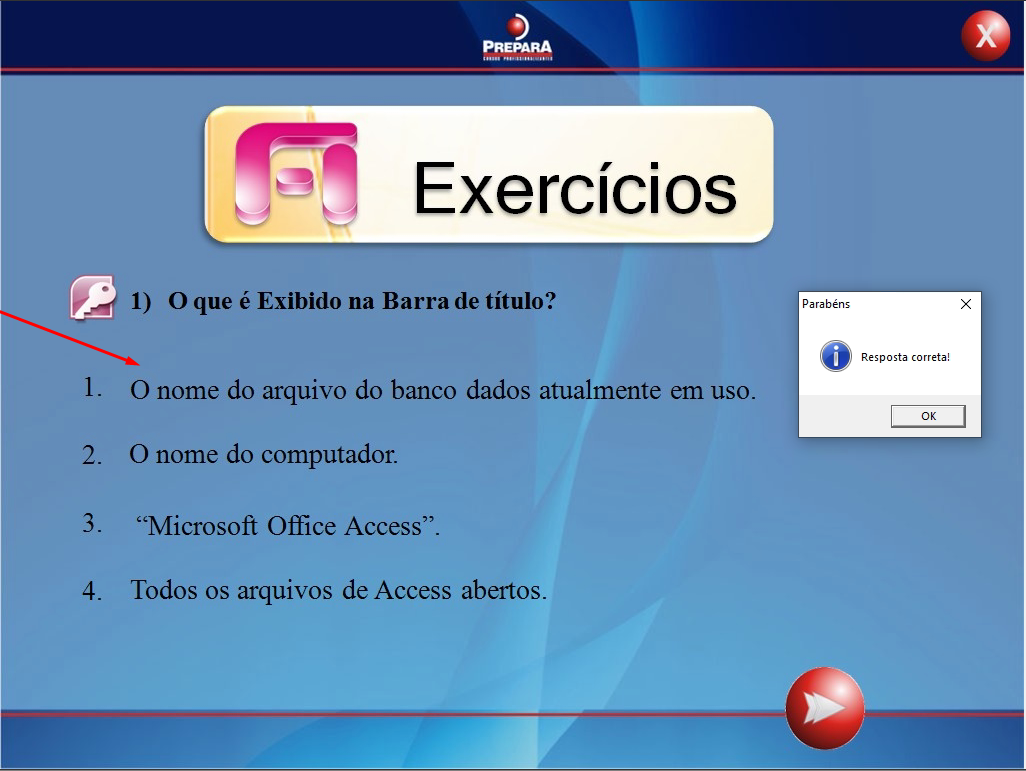 PREPARA
CURSOS PROFISSIONALIZANTES
X
Exercícios
1) O que é Exibido na Barra de título?
Parabéns
Resposta correta!
OK
1. O nome do arquivo do banco dados atualmente em uso.
2. O nome do computador.
3. “Microsoft Office Access”.
4. Todos os arquivos de Access abertos.